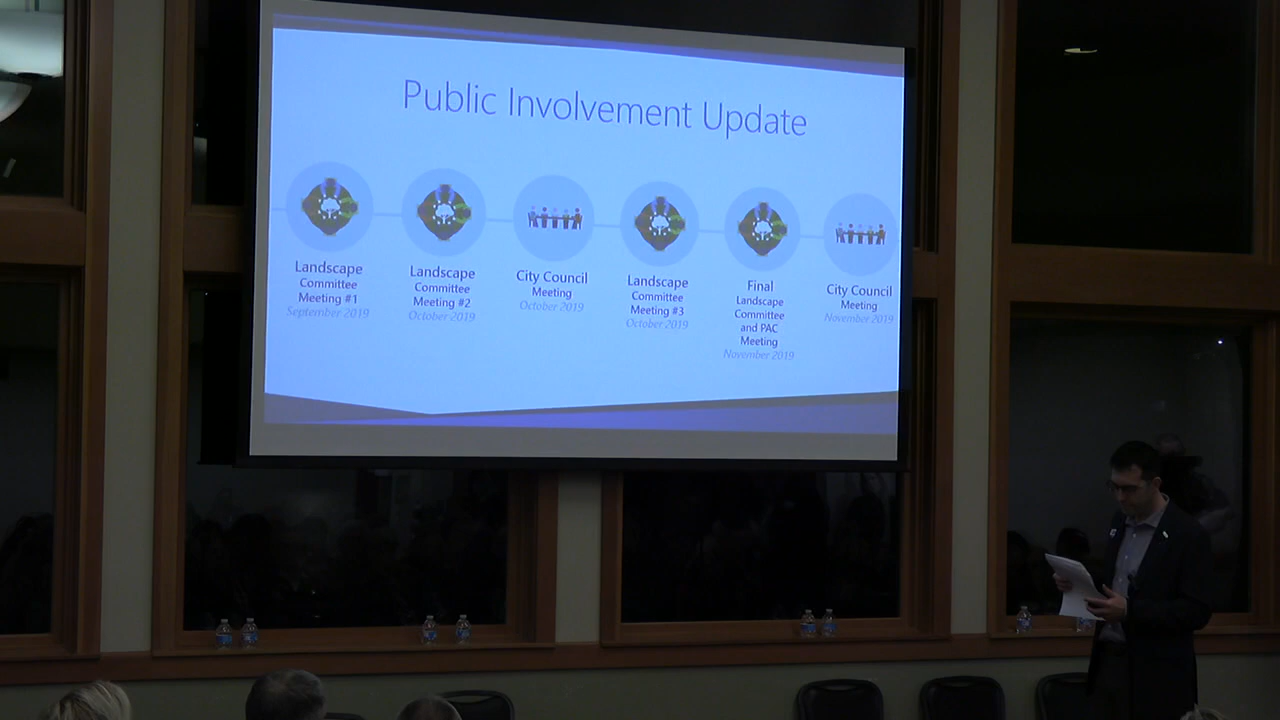 Public Involvement Update
Landscape
Committee
Meeting #1
September 2019
Landscape
Committee
Meeting #2
October 2019
City Council
Meeting
October 2019
Landscape
Committee
Meeting #3
October 2019
Final
Landscape
Committee
and PAC
Meeting
November 2019
City Council
Meeting
November 2019